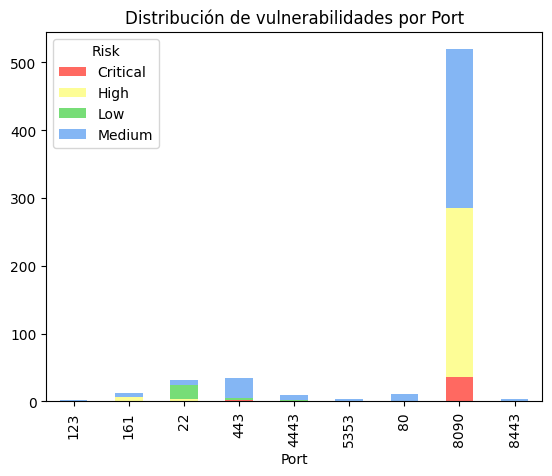 Distribución de vulnerabilidades por Port
Risk
Critical
High
Low
Medium
500
400
300
200
100
0
123
161
22
443
4443
5353
80
8090
8443
Port